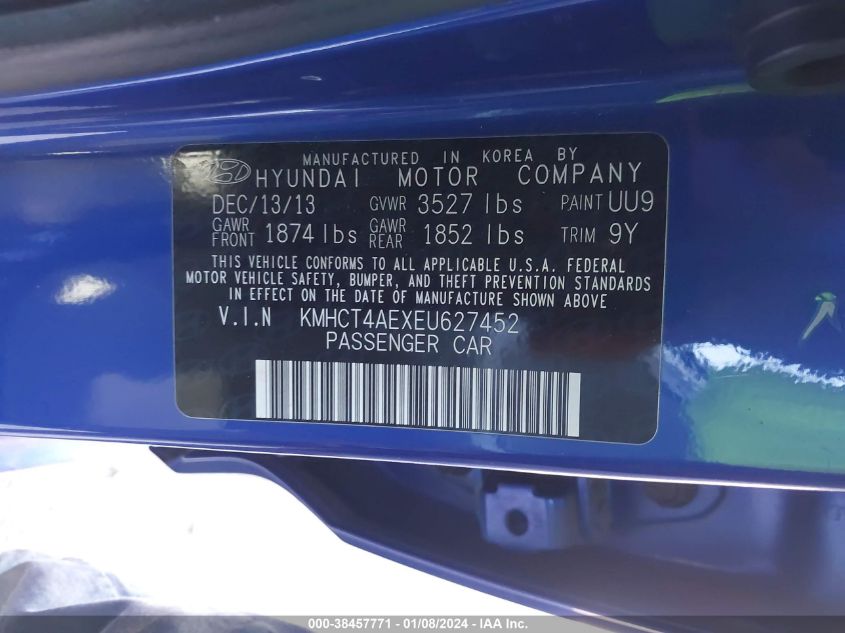 MANUFACTURED IN KOREA BY
HYUNDAI MOTOR COMPANY
DEC/13/13 GVWR 3527 lbs PAINT UU9
GAWR FRONT 1874 lbs GAWR REAR 1852 lbs TRIM 9Y
THIS VEHICLE CONFORMS TO ALL APPLICABLE U.S.A. FEDERAL
MOTOR VEHICLE SAFETY, BUMPER, AND THEFT PREVENTION STANDARDS
IN EFFECT ON THE DATE OF MANUFACTURE SHOWN ABOVE.
V.I.N KMHCT4AEXEU627452
PASSENGER CAR
000-38457771 - 01/08/2024 - IAA Inc.